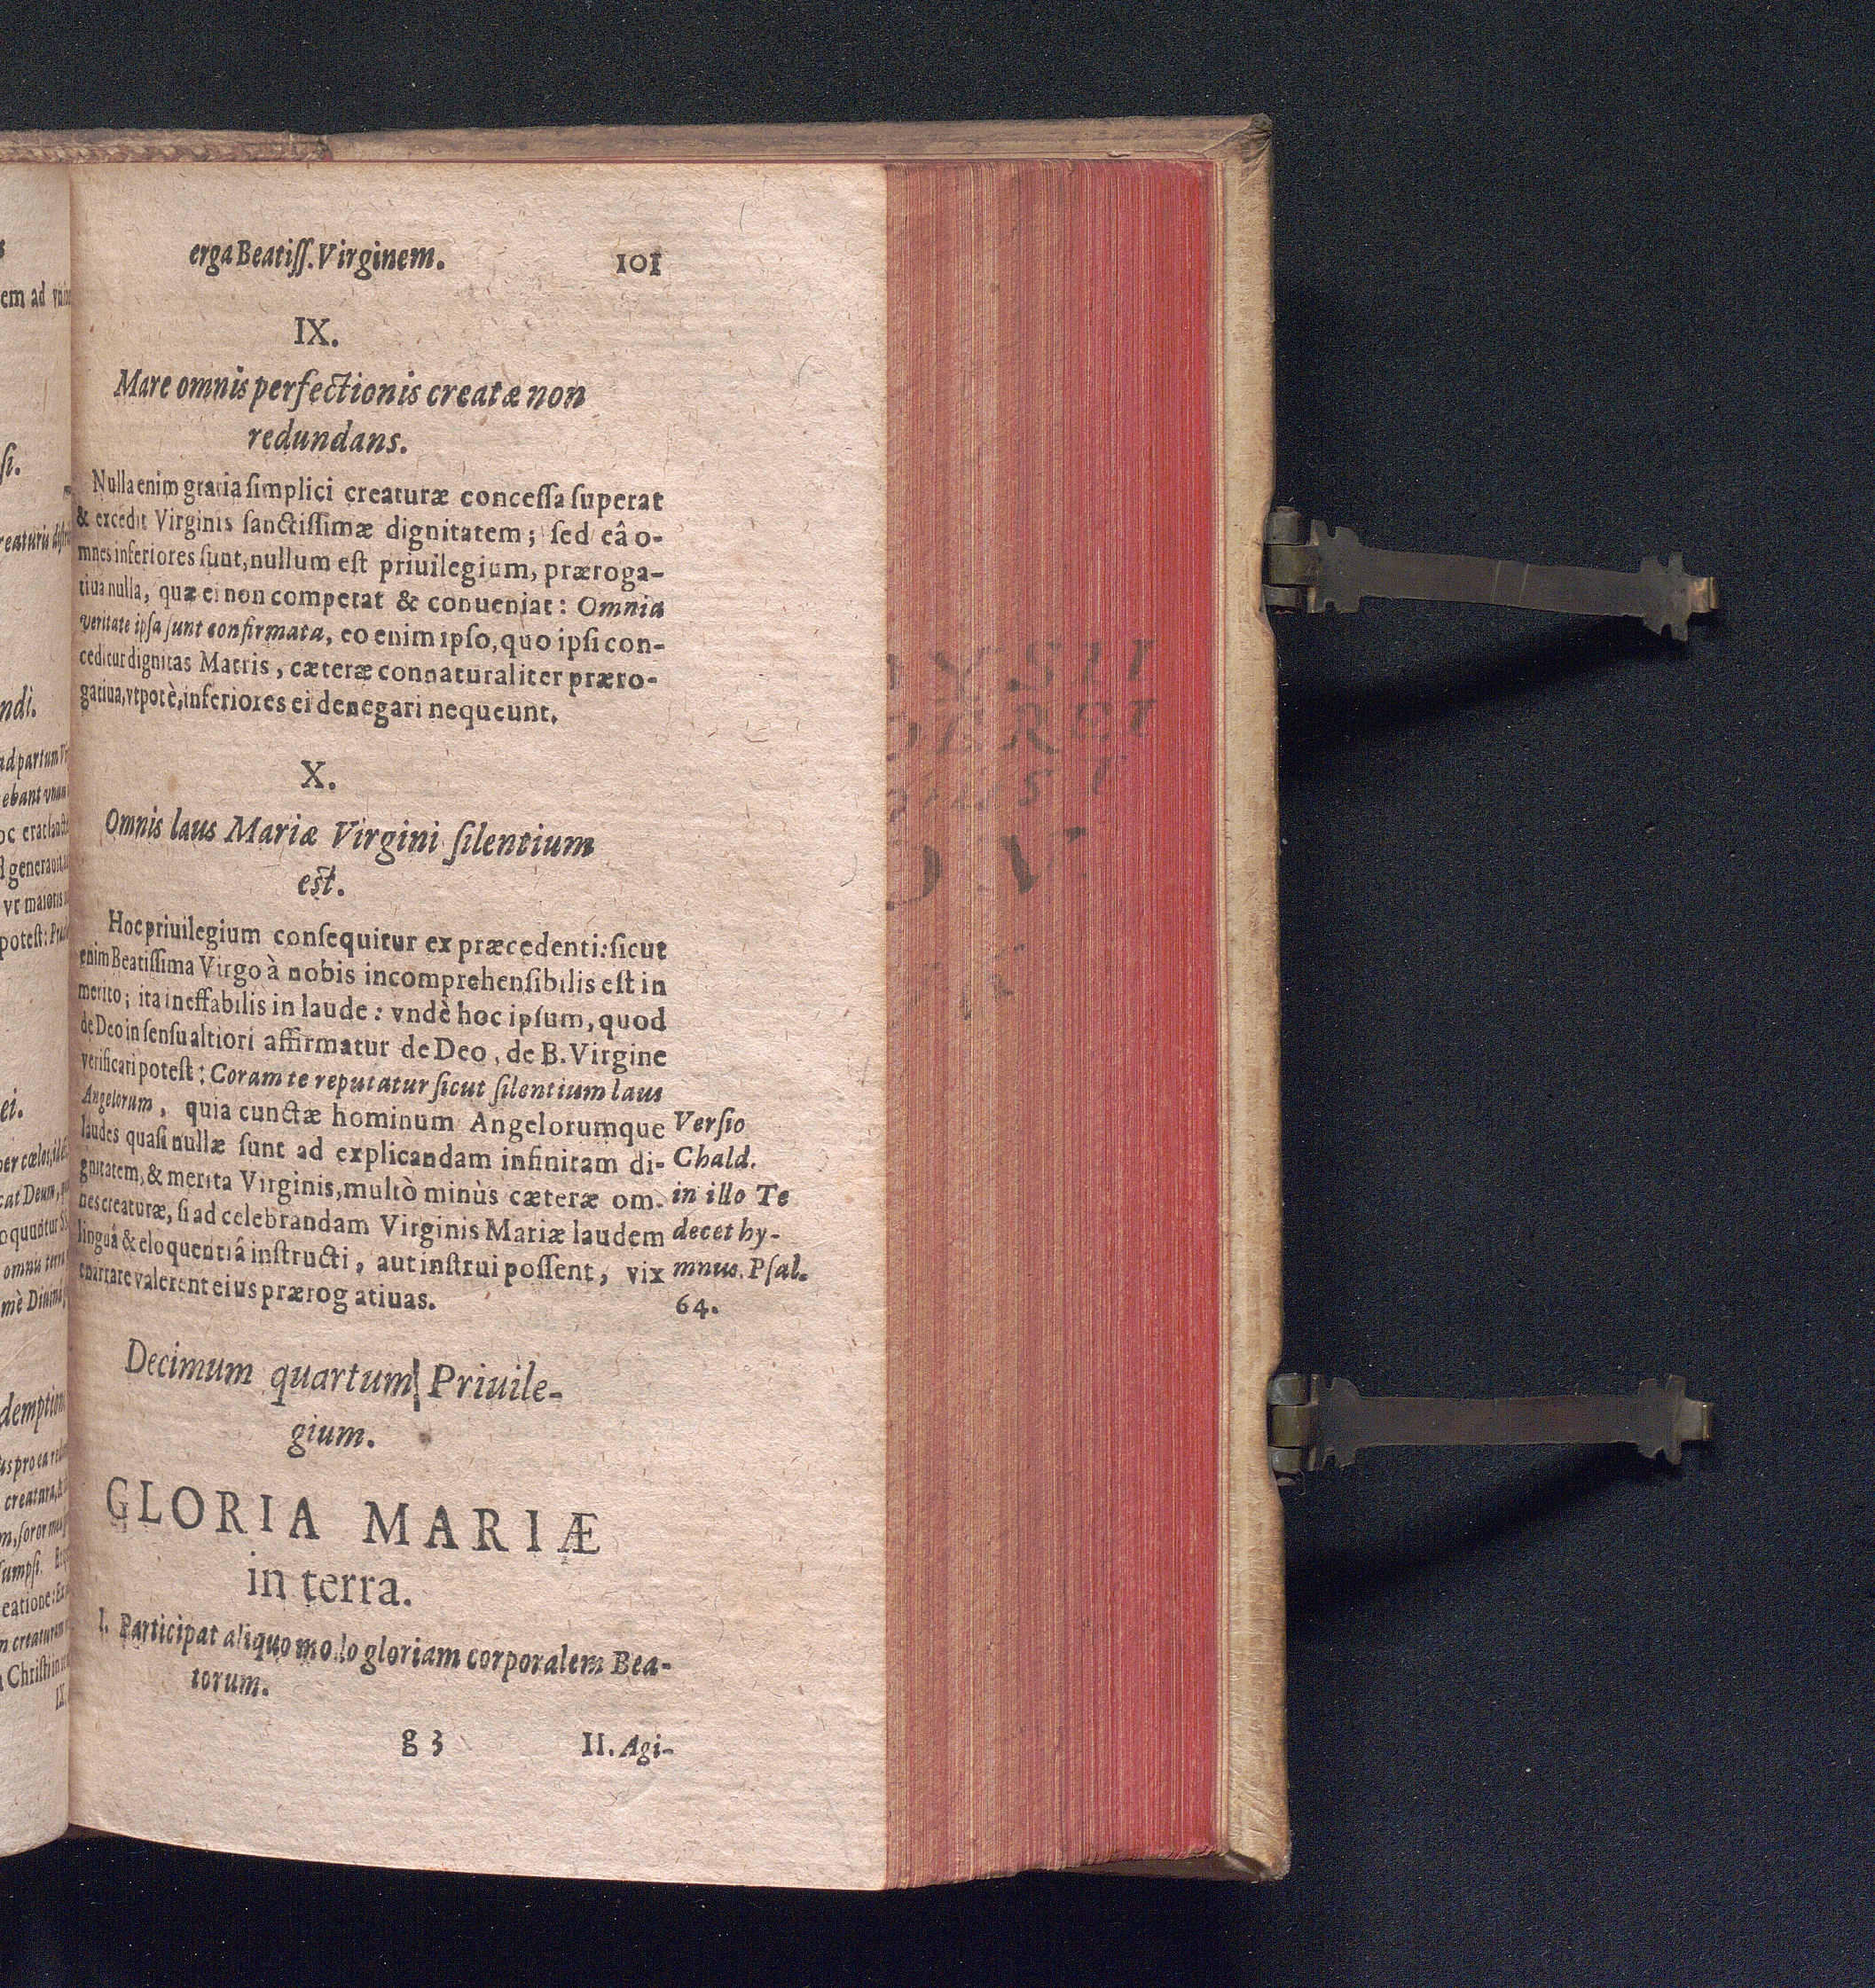 erga Beatiſſ. Virginem. 101
IX.
Mare omnis perfectionis creatæ non
redundans.
Nulla enim gratia ſimplici creaturæ conceſſa ſuperat
& excedit Virginis ſanctiſſimæ dignitatem; ſed eâ o-
mnes inferiores ſunt, nullum eſt priuilegium, præroga-
tiua nulla, quæ ei non competat & conueniat: Omnia
veritate ipſa ſunt confirmata, eo enim ipſo, quo ipſi con-
ceditur dignitas Matris, cæteræ connaturaliter præro-
gatiua, vtpotè, inferiores ei denegari nequeunt.
X.
Omnis laus Mariæ Virgini ſilentium
eſt.
Hoc priuilegium conſequitur ex præcedenti: ſicut
enim Beatiſſima Virgo à nobis incomprehenſibilis eſt in
merito; ita ineffabilis in laude: vndè hoc ipſum, quod
de Deo in ſenſu altiori affirmatur de Deo, de B. Virgine
verificari poteſt: Coram te reputatur ſicut ſilentium laus
Angelorum, quia cunctæ hominum Angelorumque
laudes quaſi nullæ ſunt ad explicandam infinitam di-
gnitatem, & merita Virginis, multò minùs cæteræ om-
nes creaturæ, ſi ad celebrandam Virginis Mariæ laudem
linguâ & eloquentiâ inſtructi, aut inſtrui poſſent, vix
enarrare valerent eius prærog atiuas.
Verſio
Chald.
in illo Te
decet hy-
mnus. Pſal.
64.
Decimum quartum Priuile-
gium.
GLORIA MARIÆ
in terra.
I. Participat aliquo modo gloriam corporalem Bea-
torum.
g 3 II. Agi-